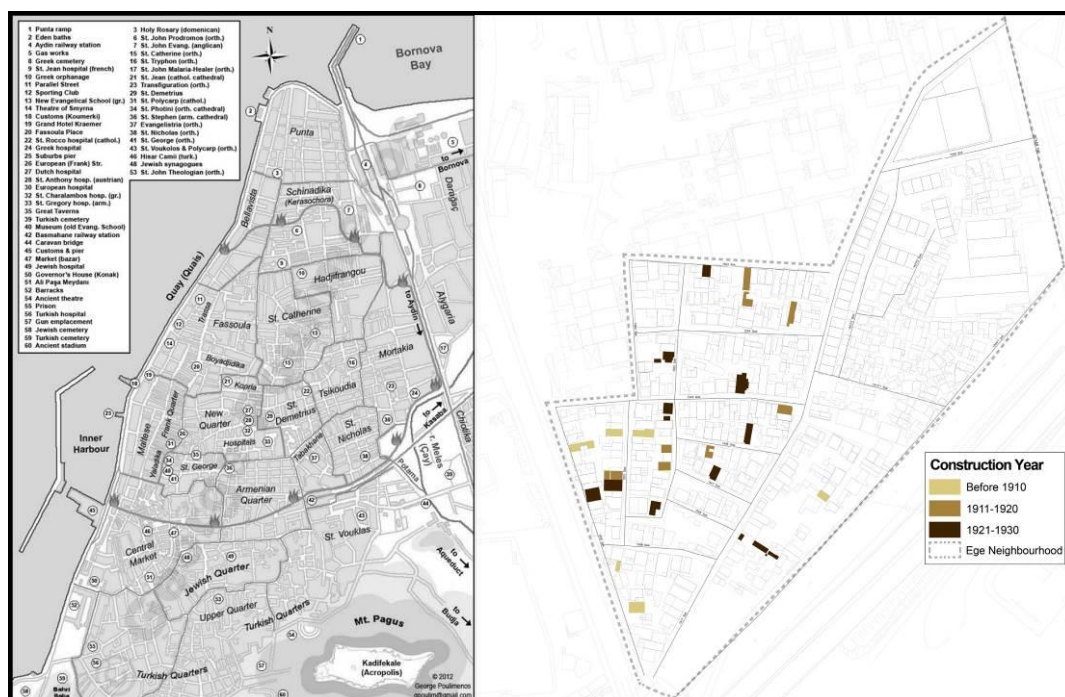 1 Punta ramp
2 Eden baths
4 Aydin railway station
5 Gas works
8 Greek cemetery
9 St. Jean hospital (french)
10 Greek orphanage
11 Parallel Street
12 Sporting Club
13 New Evangelical School (gr.)
14 Theatre of Smyrna
18 Customs (Koumerki)
19 Grand Hotel Kraemer
20 Fassoula Place
22 St. Rocco hospital (cathol.)
24 Greek hospital
25 Suburbs pier
26 European (Frank) Str.
27 Dutch hospital
28 St. Anthony hosp. (austrian)
30 European hospital
32 St. Charalambos hosp. (gr.)
33 St. Gregory hosp. (arm.)
35 Great Taverns
39 Turkish cemetery
40 Museum (old Evang. School)
42 Basmahane railway station
44 Caravan bridge
45 Customs & pier
47 Market (bazar)
49 Jewish hospital
50 Governor's House (Konak)
51 Ali Paşa Meydanı
52 Barracks
54 Ancient theatre
55 Prison
56 Turkish hospital
57 Gun emplacement
58 Jewish cemetery
59 Turkish cemetery
60 Ancient stadium
3 Holy Rosary (domenican)
6 St. John Prodromos (orth.)
7 St. John Evang. (anglican)
15 St. Catherine (orth.)
16 St. Tryphon (orth.)
17 St. John Malaria-Healer (orth.)
21 St. Jean (cathol. cathedral)
23 Transfiguration (orth.)
29 St. Demetrius
31 St. Polycarp (cathol.)
34 St. Photini (orth. cathedral)
36 St. Stephen (arm. cathedral)
37 Evangelistria (orth.)
38 St. Nicholas (orth.)
41 St. George (orth.)
43 St. Voukolos & Polycarp (orth.)
46 Hisar Camii (turk.)
48 Jewish synagogues
53 St. John Theologian (orth.)
N
Bornova
Bay
Punta
to
Bornova
Daragaç
Schinadika
(Kerasochora)
Bellavista
Quay (Quais)
Hadjifrangou
to Aydin
Alygaria
Trassa
Fassoula
St. Catherine
Boyadjidika
Mortakia
Kopria
Tsikoudia
Frank Quarter
New
Quarter
St.
Demetrius
to
Kasaba
Chiotika
Maltese
Hospitals
Tabakhana
St.
Nicholas
r. Meles
(Çay)
Inner
Harbour
St. George
Armenian
Quarter
Potama
Central
Market
St. Vouklas
Jewish Quarter
to
Aqueduct
Upper Quarter
Turkish Quarters
Mt. Pagus
to
Budja
Turkish Quarters
Kadifekale
(Acropolis)
© 2012
George Poulimenos
gpoulim@gmail.com
Bahri
Baba
Construction Year
Before 1910
1911-1920
1921-1930
Ege Neighbourhood